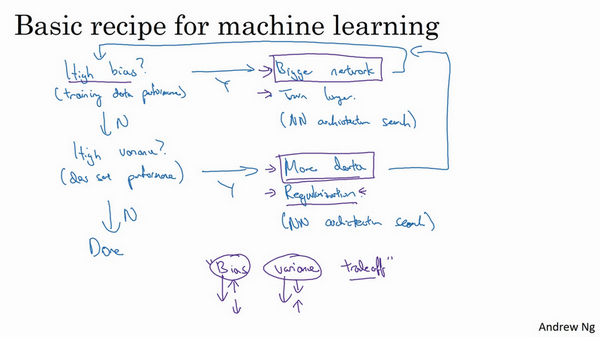 Basic recipe for machine learning
High bias? Y Bigger network
(training data performance) Train longer.
(NN architecture search)
N
High variance? Y More data
(dev set performance) Regularization
(NN architecture search)
N
Done
"Bias variance tradeoff"
Andrew Ng